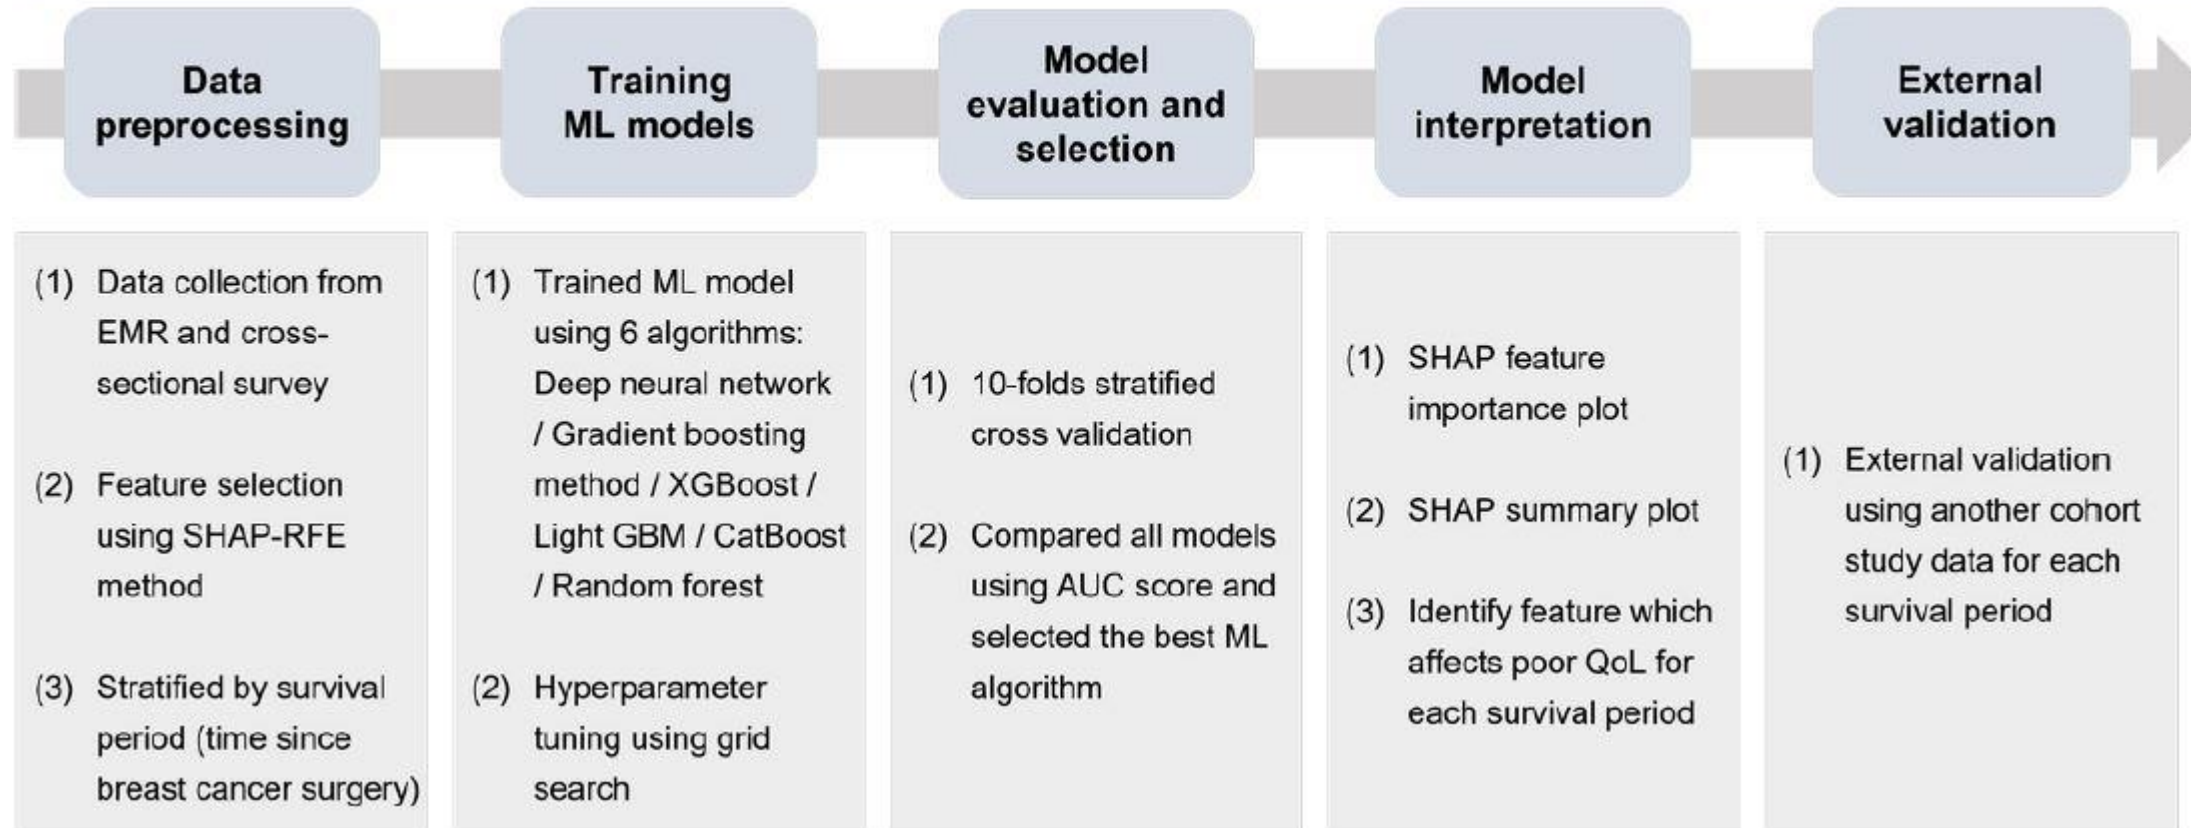 Data
preprocessing
Training
ML models
Model
evaluation and
selection
Model
interpretation
External
validation
(1) Data collection from
EMR and cross-
sectional survey
(2) Feature selection
using SHAP-RFE
method
(3) Stratified by survival
period (time since
breast cancer surgery)
(1) Trained ML model
using 6 algorithms:
Deep neural network
/ Gradient boosting
method / XGBoost /
Light GBM / CatBoost
/ Random forest
(2) Hyperparameter
tuning using grid
search
(1) 10-folds stratified
cross validation
(2) Compared all models
using AUC score and
selected the best ML
algorithm
(1) SHAP feature
importance plot
(2) SHAP summary plot
(3) Identify feature which
affects poor QoL for
each survival period
(1) External validation
using another cohort
study data for each
survival period